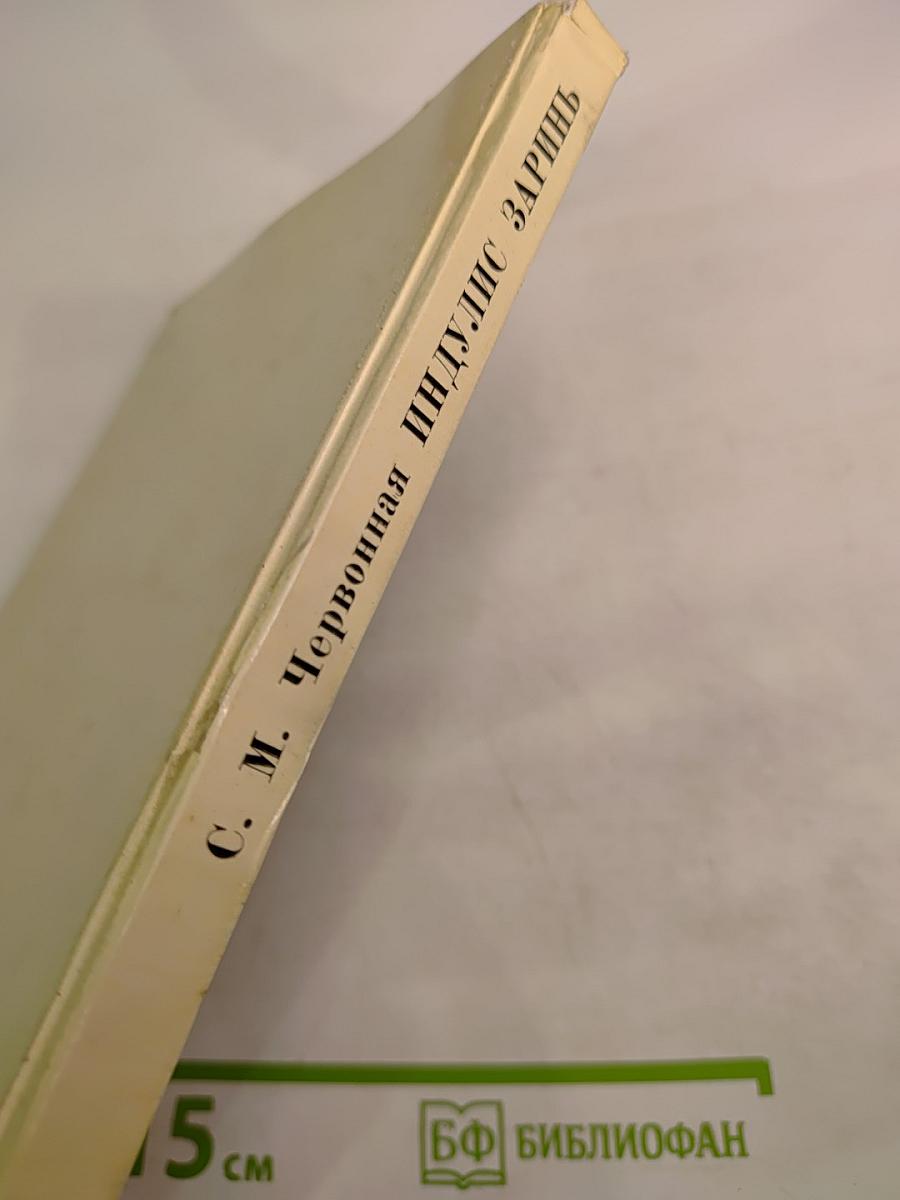 С. М. Червонная ИНДУЛИС ЗАРИНЬ
15 см
БФ БИБЛИОФАН